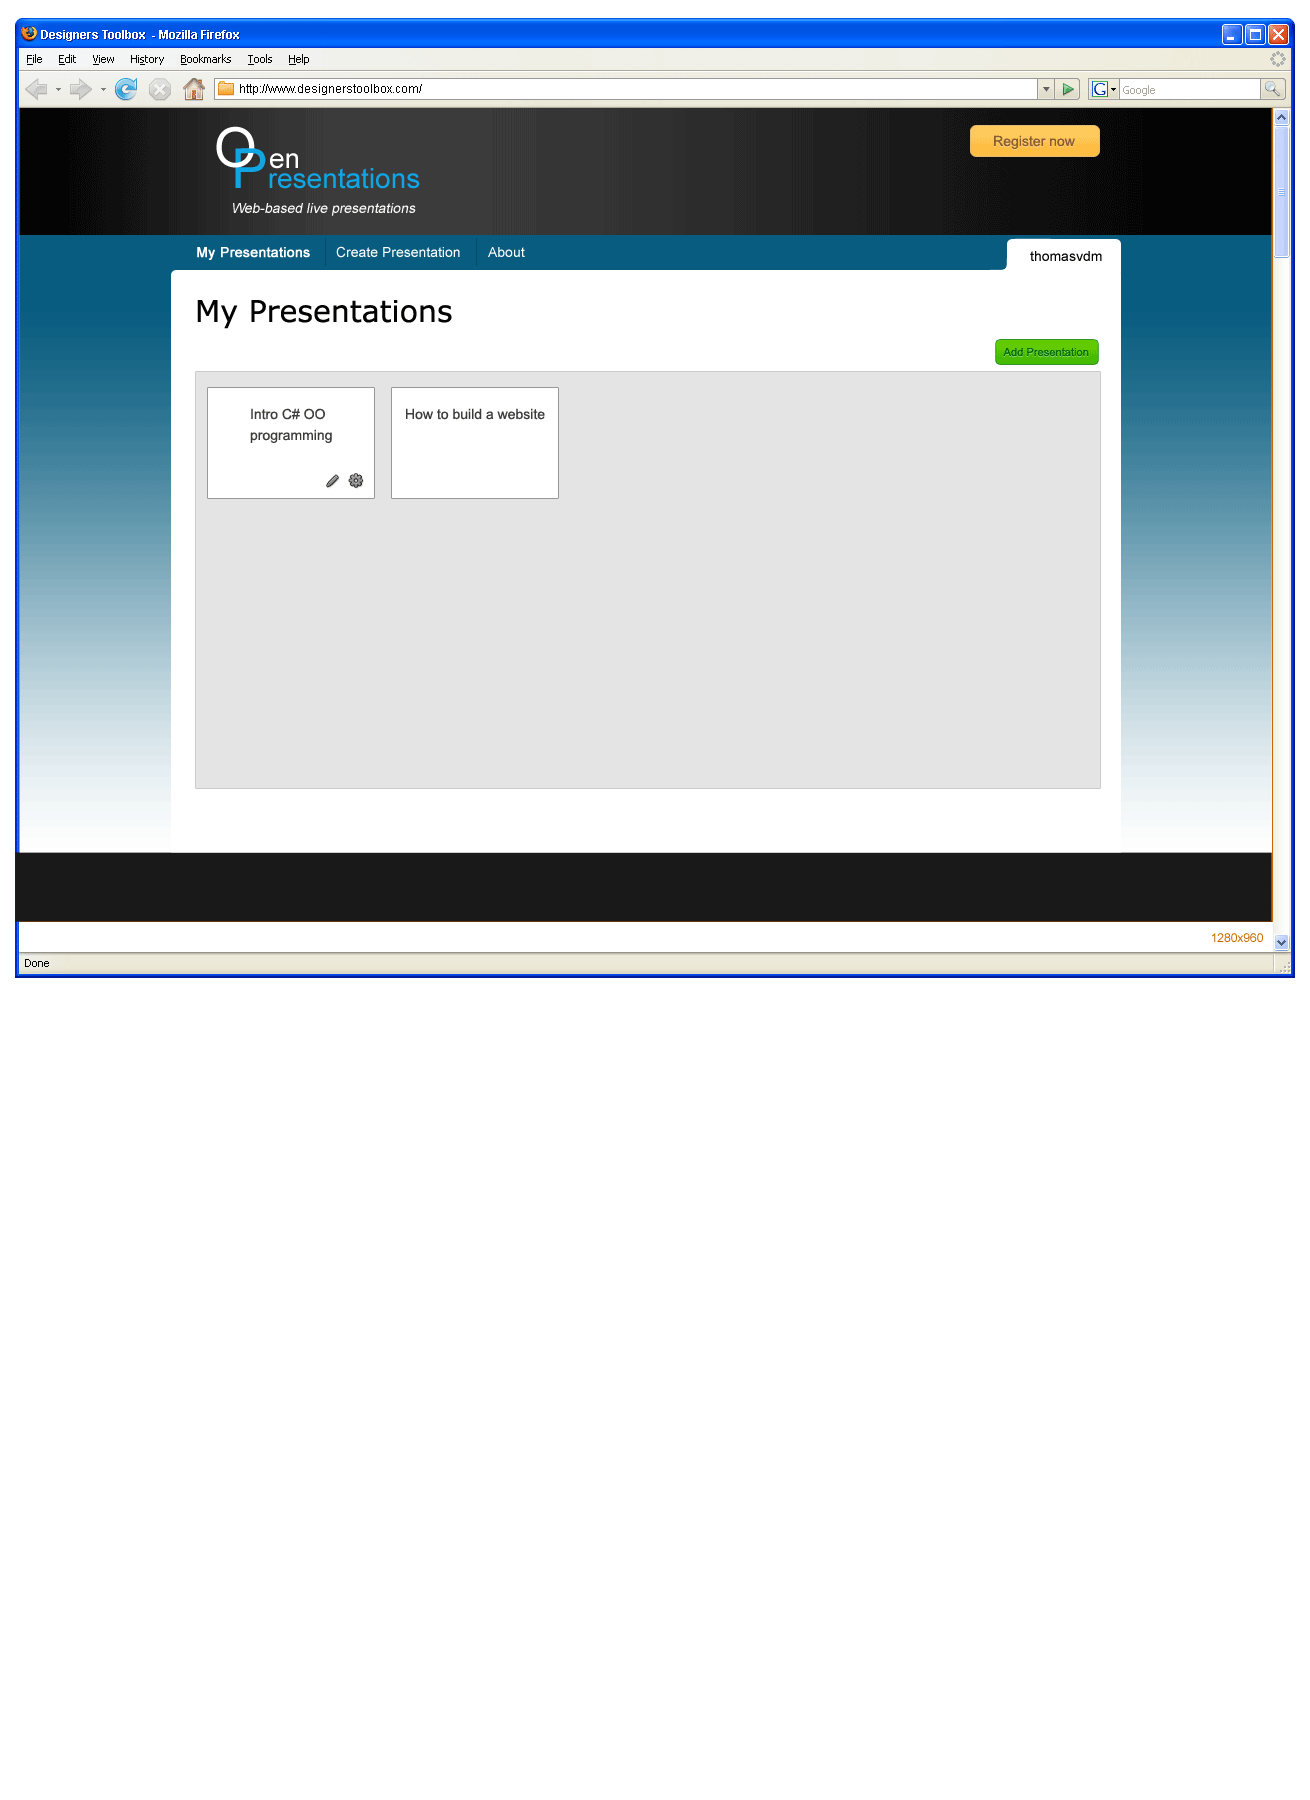 Designers Toolbox - Mozilla Firefox
File Edit View History Bookmarks Tools Help
http://www.designerstoolbox.com/
G Google
Open
Presentations
Web-based live presentations
Register now
My Presentations Create Presentation About
thomasvdm
My Presentations
Add Presentation
Intro C# OO
programming
How to build a website
1280x960
Done